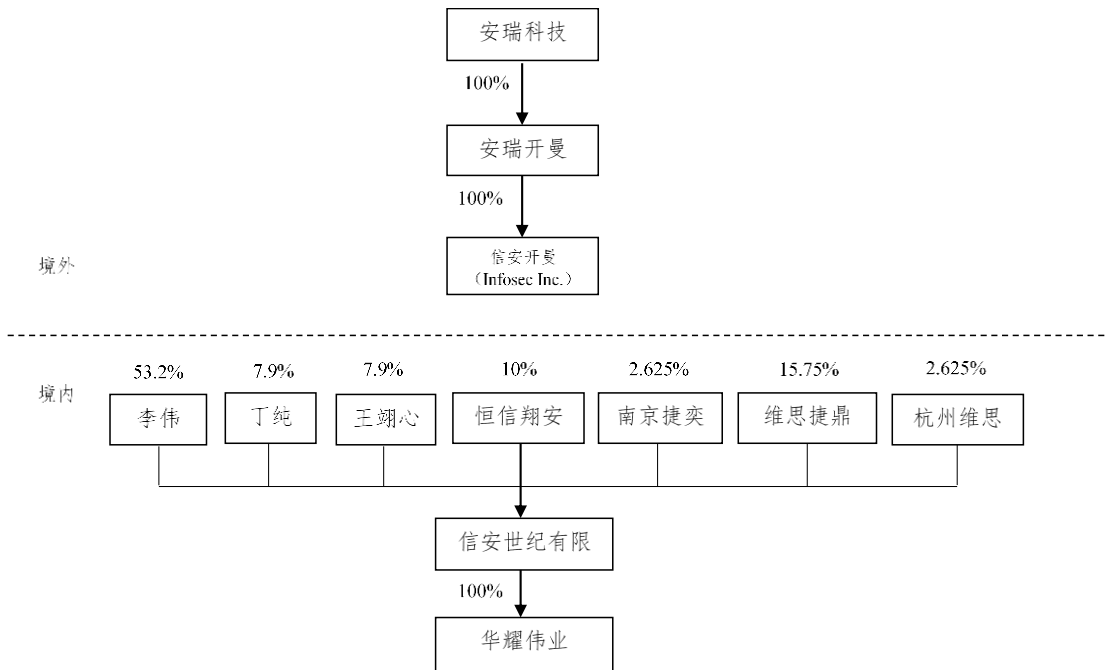 安瑞科技
100%
安瑞开曼
100%
信安开曼
（Infosec Inc.）
境外
境内
53.2%
7.9%
7.9%
10%
2.625%
15.75%
2.625%
李伟
丁纯
王翊心
恒信翔安
南京捷奕
维思捷鼎
杭州维思
信安世纪有限
100%
华耀伟业